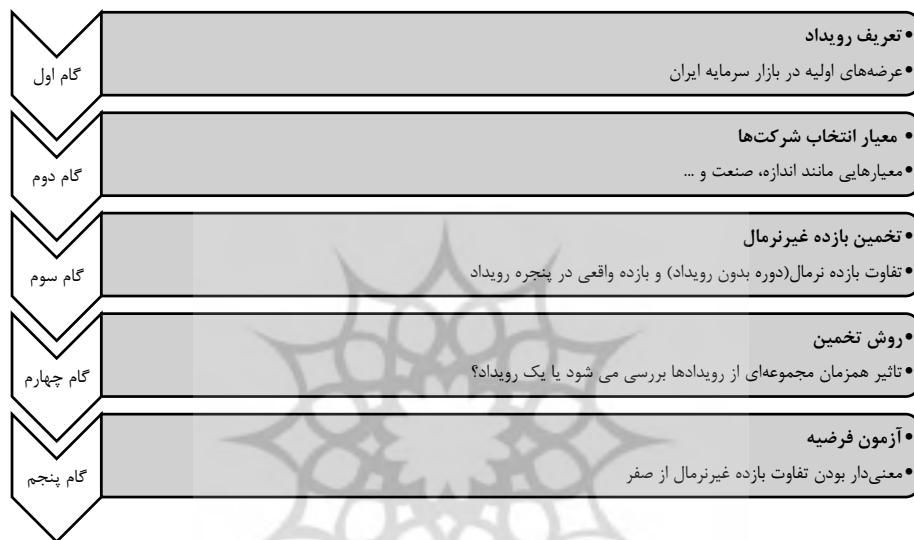 گام اول
•تعریف رویداد
•عرضه‌های اولیه در بازار سرمایه ایران
گام دوم
• معیار انتخاب شرکت‌ها
•معیارهایی مانند اندازه، صنعت و ...
گام سوم
•تخمین بازده غیرنرمال
•تفاوت بازده نرمال(دوره بدون رویداد) و بازده واقعی در پنجره رویداد
گام چهارم
•روش تخمین
•تاثیر همزمان مجموعه‌ای از رویدادها بررسی می شود یا یک رویداد؟
گام پنجم
•آزمون فرضیه
•معنی‌دار بودن تفاوت بازده غیرنرمال از صفر